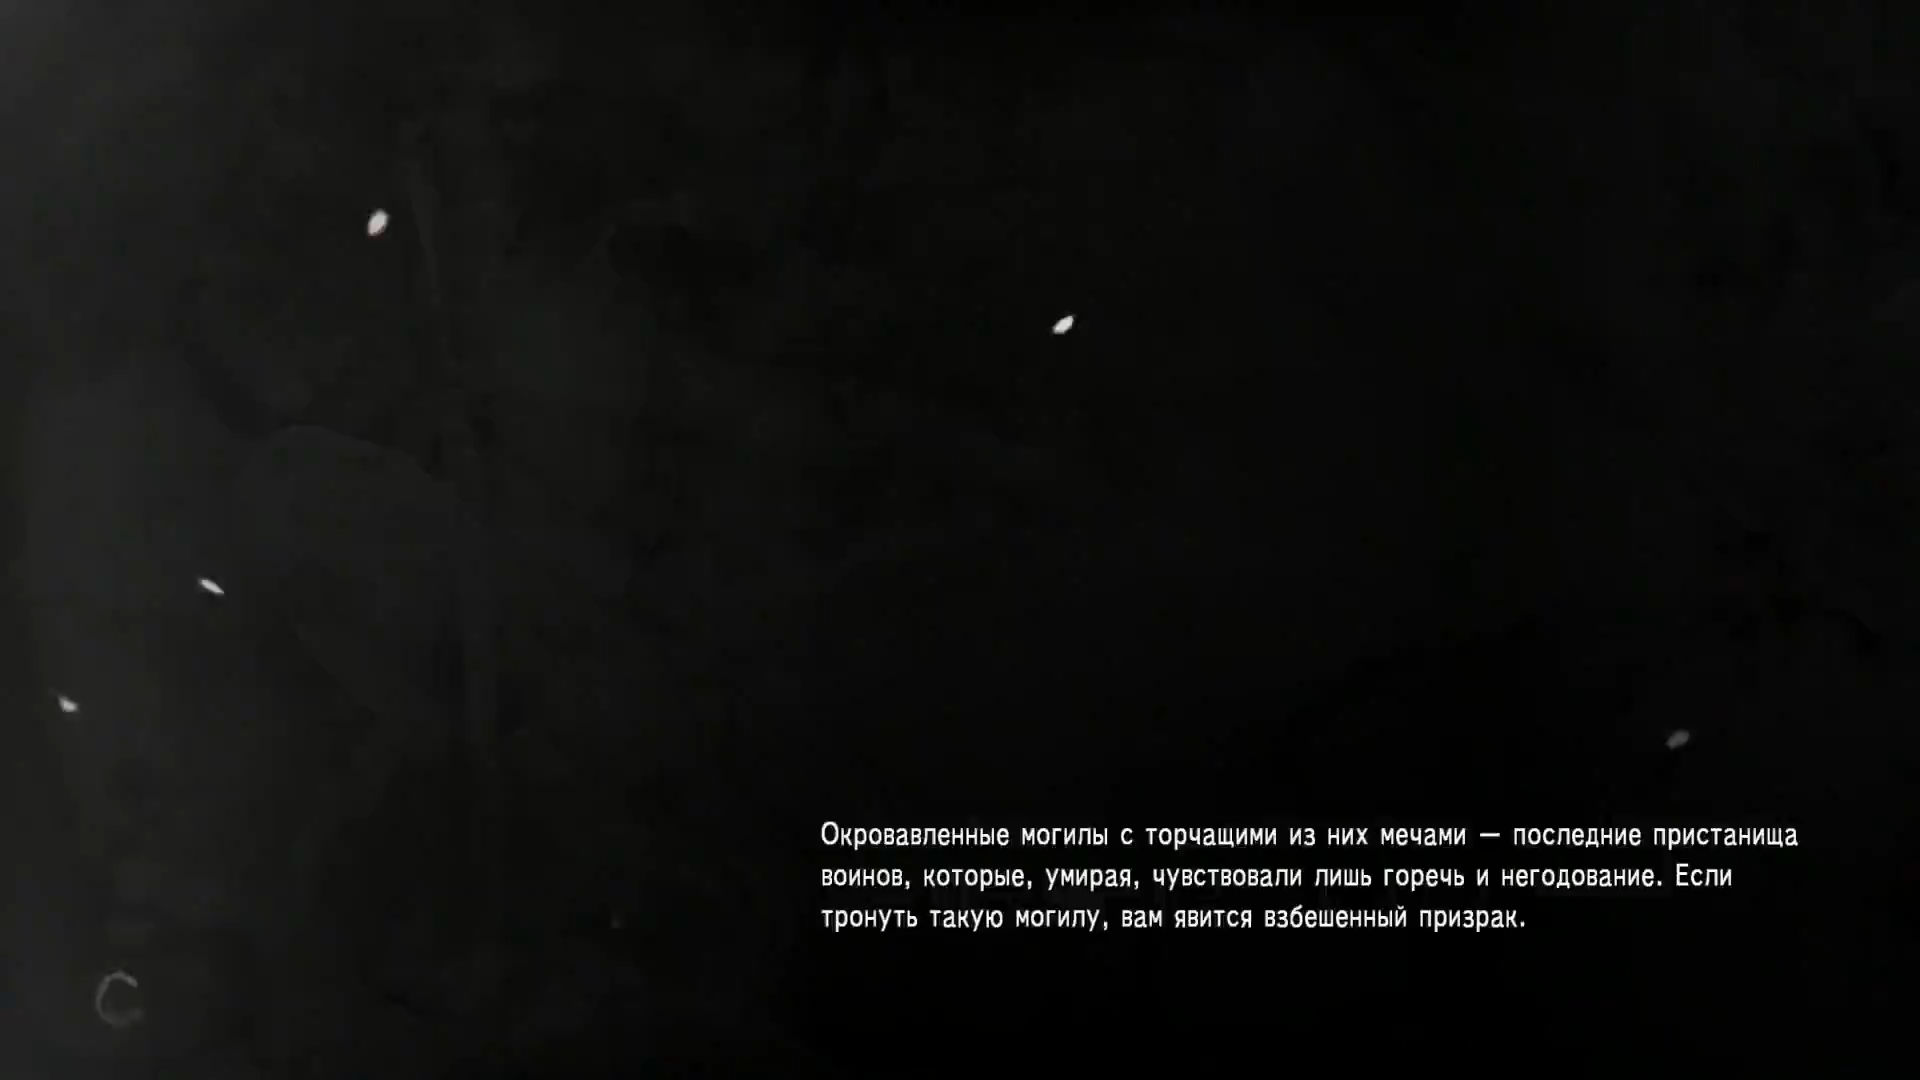 Окровавленные могилы с торчащими из них мечами — последние пристанища
воинов, которые, умирая, чувствовали лишь горечь и негодование. Если
тронуть такую могилу, вам явится взбешенный призрак.